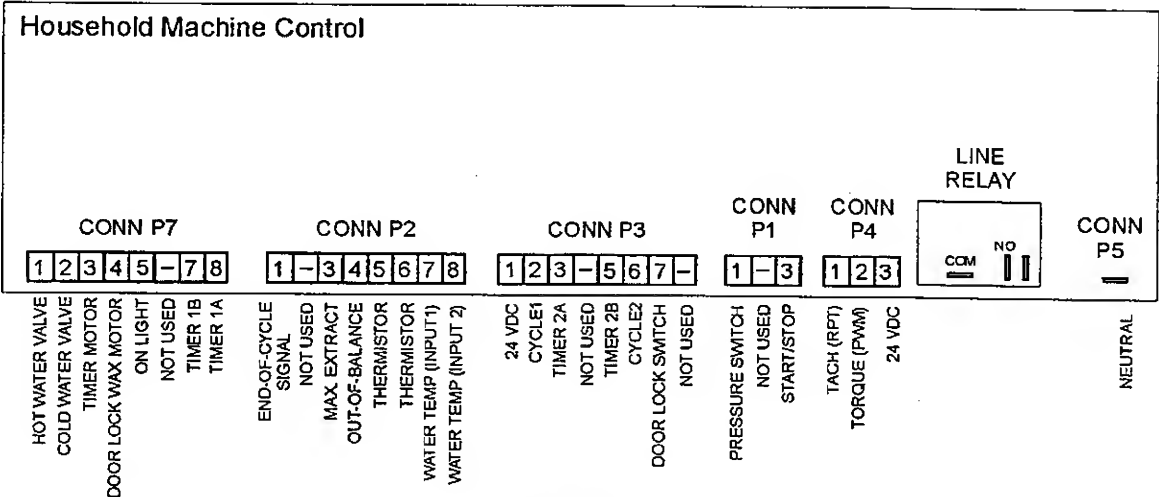 Household Machine Control
LINE
RELAY
CONN P7
CONN P2
CONN P3
CONN
P1
CONN
P4
CONN
P5
COM
NO
1 2 3 4 5 – 7 8
1 – 3 4 5 6 7 8
1 2 3 – 5 6 7 –
1 – 3
1 2 3
HOT WATER VALVE
COLD WATER VALVE
TIMER MOTOR
DOOR LOCK WAX MOTOR
ON LIGHT
NOT USED
TIMER 1B
TIMER 1A
END-OF-CYCLE
SIGNAL
NOT USED
MAX. EXTRACT
OUT-OF-BALANCE
THERMISTOR
THERMISTOR
WATER TEMP (INPUT1)
WATER TEMP (INPUT 2)
24 VDC
CYCLE1
TIMER 2A
NOT USED
TIMER 2B
CYCLE2
DOOR LOCK SWITCH
NOT USED
PRESSURE SWITCH
NOT USED
START/STOP
TACH (RPT)
TORQUE (PWM)
24 VDC
NEUTRAL